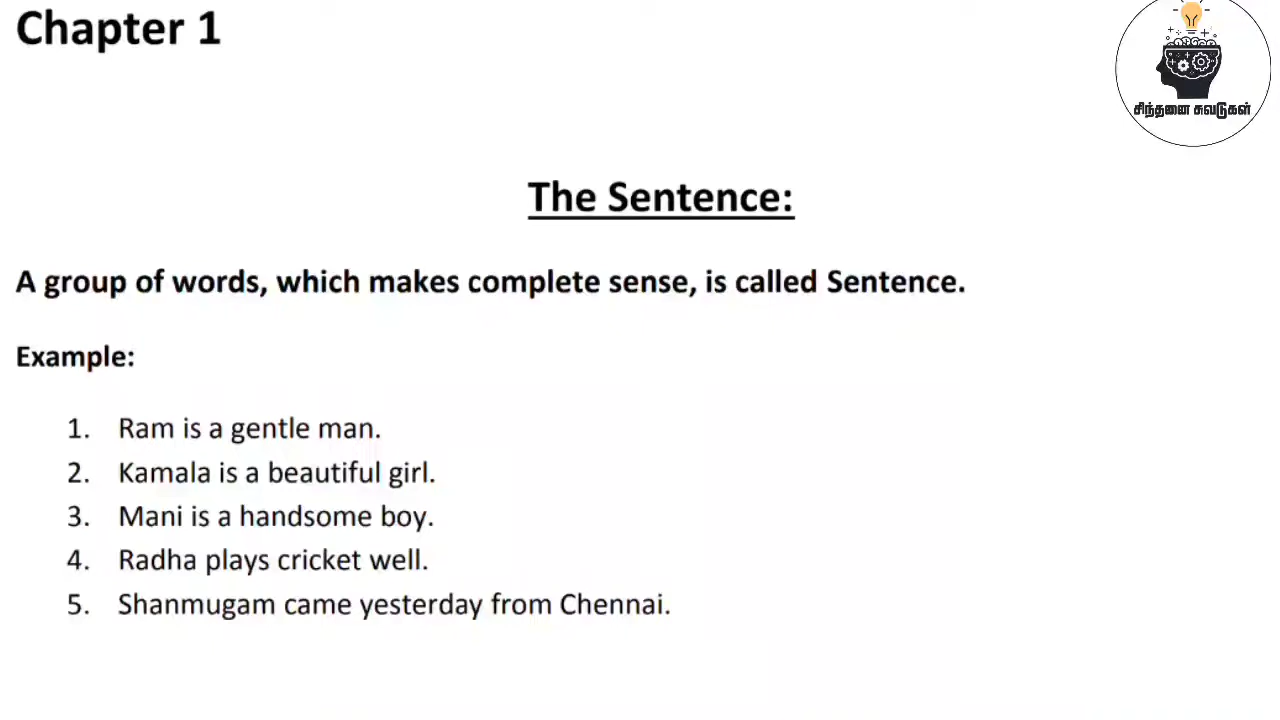 Chapter 1
சிந்தனை சுவடுகள்
The Sentence:
A group of words, which makes complete sense, is called Sentence.
Example:
1. Ram is a gentle man.
2. Kamala is a beautiful girl.
3. Mani is a handsome boy.
4. Radha plays cricket well.
5. Shanmugam came yesterday from Chennai.